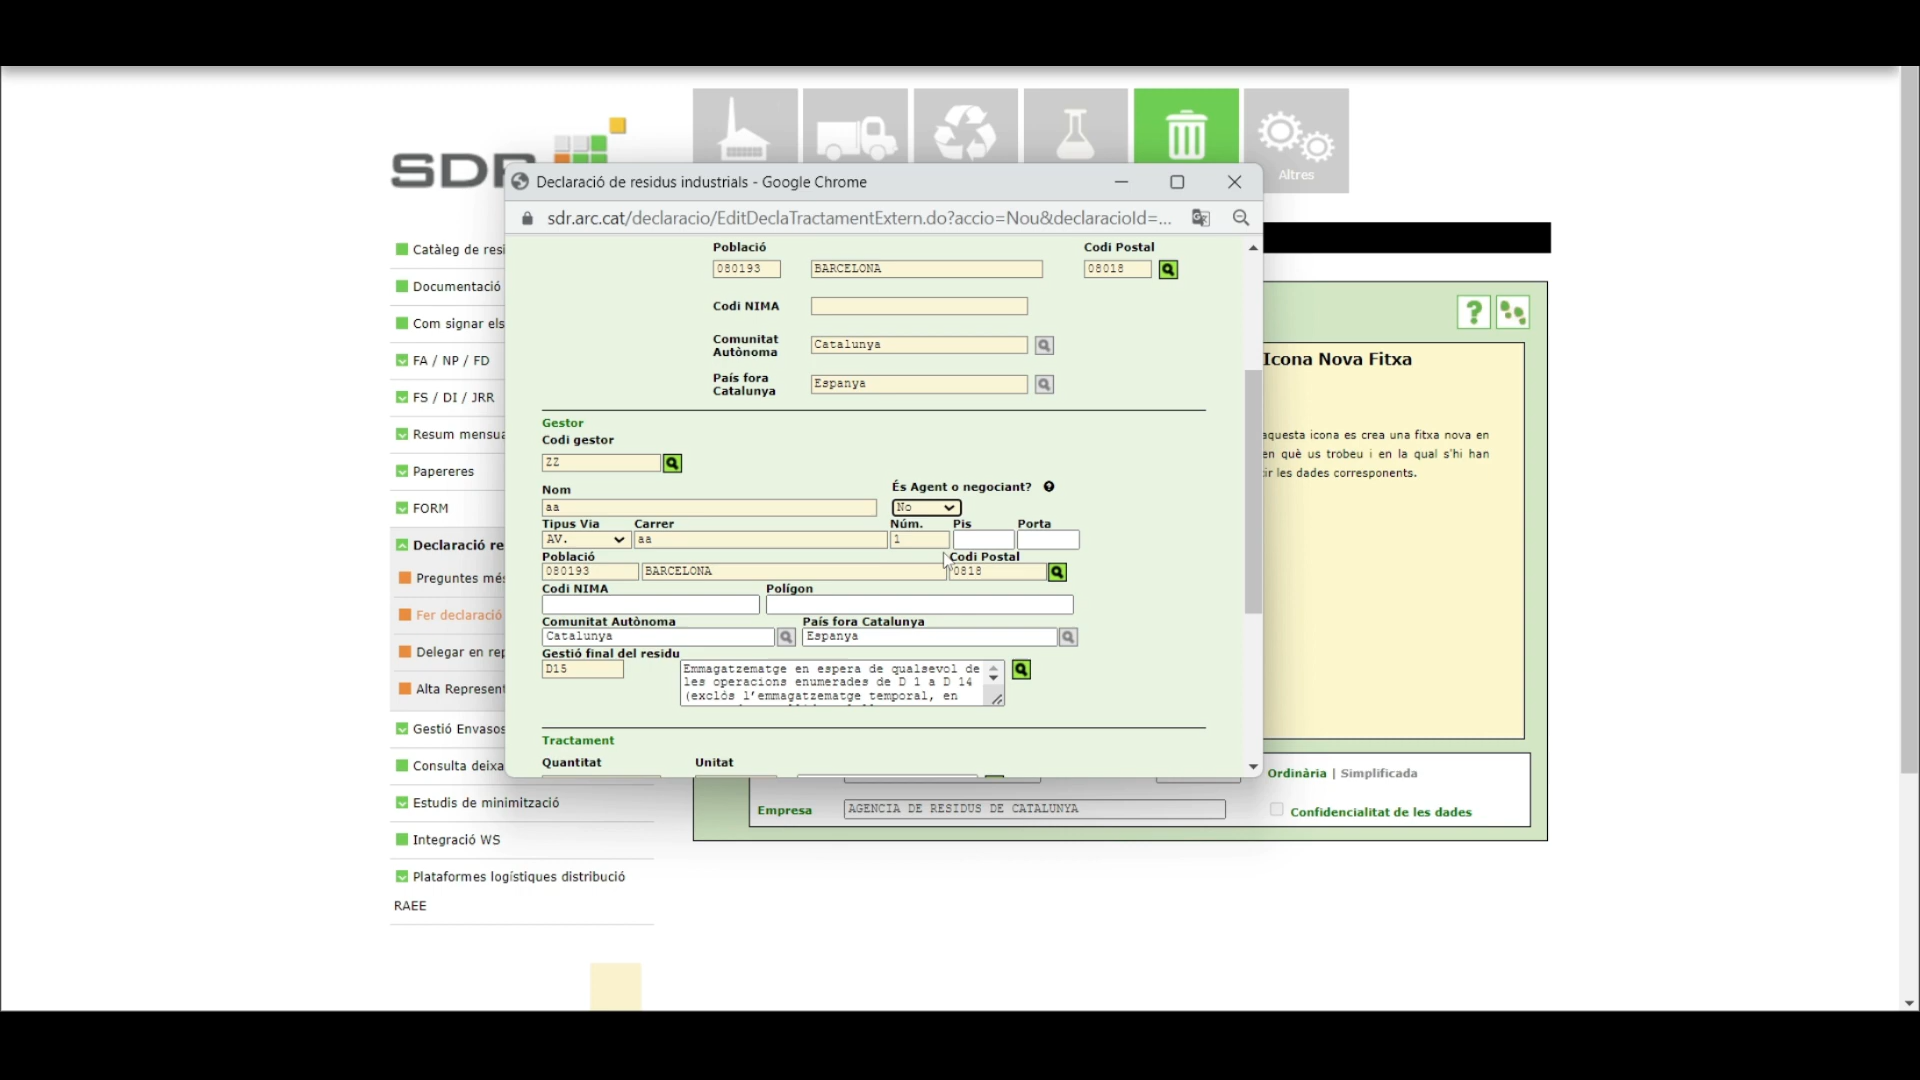 Altres
SDR
Declaració de residus industrials - Google Chrome
sdr.arc.cat/declaracio/EditDeclaTractamentExtern.do?accio=Nou&declaracioId=...
Catàleg de resi
Documentació
Com signar els
FA / NP / FD
FS / DI / JRR
Resum mensua
Papereres
FORM
Declaració re
Preguntes més
Fer declaració
Delegar en rep
Alta Represent
Gestió Envasos
Consulta deixa
Estudis de minimització
Integració WS
Plataformes logístiques distribució
RAEE
Població
Codi Postal
080193
BARCELONA
08018
Codi NIMA
Comunitat
Autònoma
Catalunya
País fora
Catalunya
Espanya
Gestor
Codi gestor
ZZ
Nom
És Agent o negociant?
aa
No
Tipus Via
Carrer
Núm.
Pis
Porta
AV.
aa
1
Població
Codi Postal
080193
BARCELONA
0818
Codi NIMA
Polígon
Comunitat Autònoma
País fora Catalunya
Catalunya
Espanya
Gestió final del residu
D15
Emmagatzematge en espera de qualsevol de
les operacions enumerades de D 1 a D 14
(exclòs l'emmagatzematge temporal, en
Tractament
Quantitat
Unitat
?
Icona Nova Fitxa
aquesta icona es crea una fitxa nova en
en què us trobeu i en la qual s'hi han
ir les dades corresponents.
Ordinària | Simplificada
Empresa
AGENCIA DE RESIDUS DE CATALUNYA
Confidencialitat de les dades